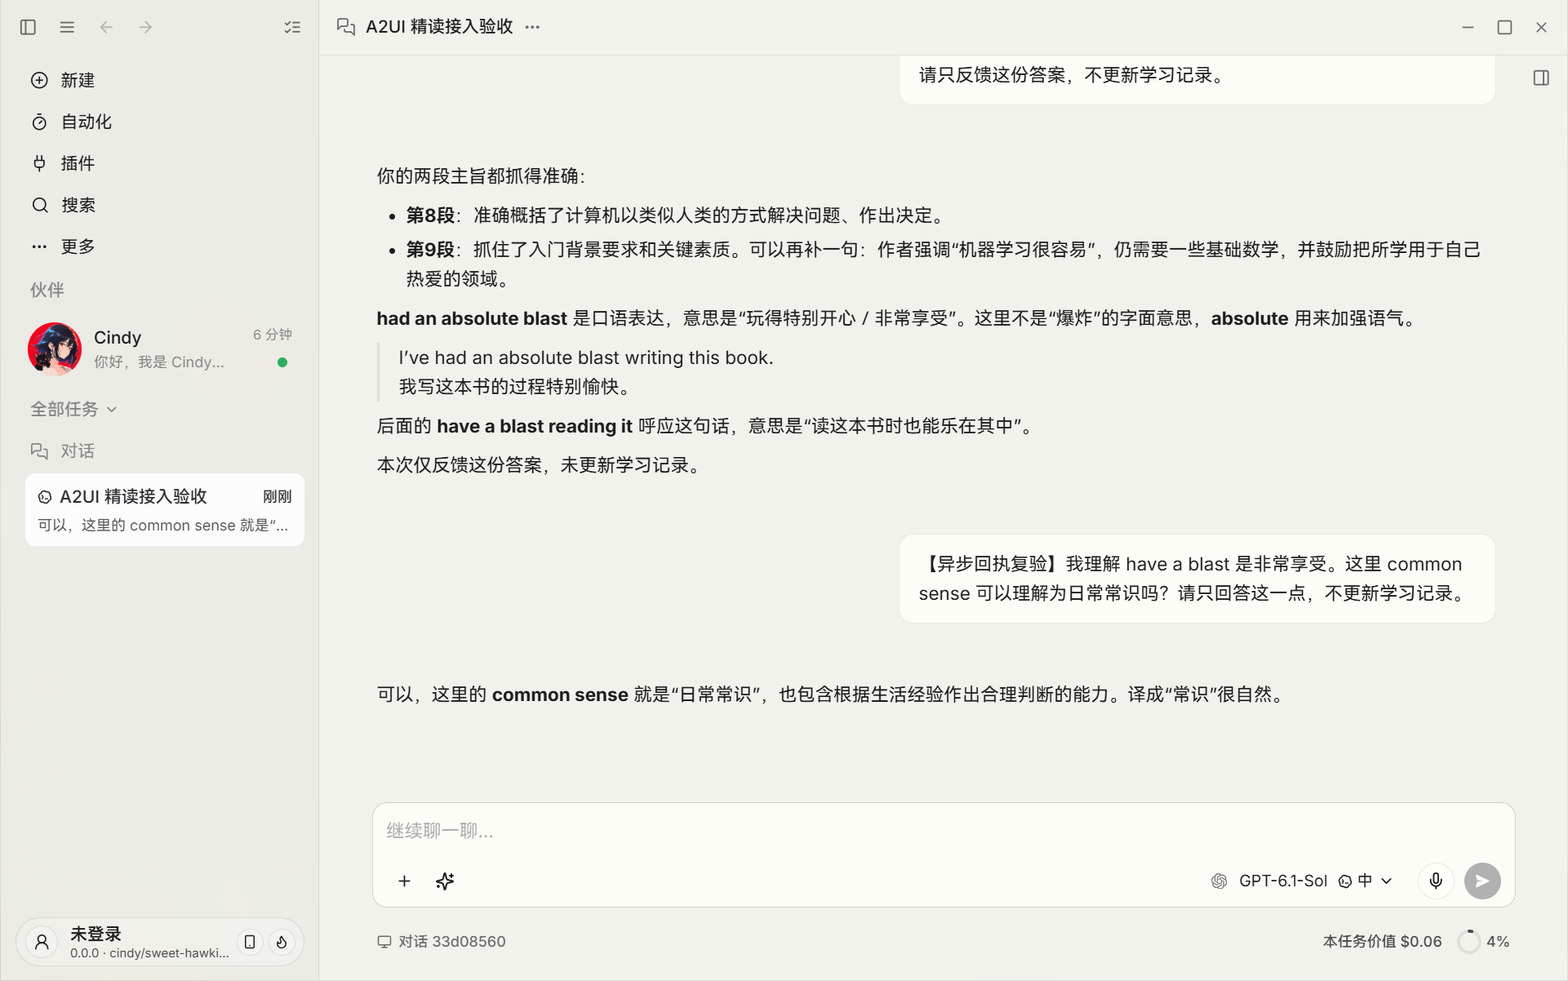 A2UI 精读接入验收
新建
自动化
插件
搜索
更多
伙伴
Cindy
6 分钟
你好，我是 Cindy...
全部任务
对话
A2UI 精读接入验收
刚刚
可以，这里的 common sense 就是“...
未登录
0.0.0 · cindy/sweet-hawki...
请只反馈这份答案，不更新学习记录。
你的两段主旨都抓得准确：
第8段：准确概括了计算机以类似人类的方式解决问题、作出决定。
第9段：抓住了入门背景要求和关键素质。可以再补一句：作者强调“机器学习很容易”，仍需要一些基础数学，并鼓励把所学用于自己
热爱的领域。
had an absolute blast 是口语表达，意思是“玩得特别开心 / 非常享受”。这里不是“爆炸”的字面意思，absolute 用来加强语气。
I’ve had an absolute blast writing this book.
我写这本书的过程特别愉快。
后面的 have a blast reading it 呼应这句话，意思是“读这本书时也能乐在其中”。
本次仅反馈这份答案，未更新学习记录。
【异步回执复验】我理解 have a blast 是非常享受。这里 common
sense 可以理解为日常常识吗？请只回答这一点，不更新学习记录。
可以，这里的 common sense 就是“日常常识”，也包含根据生活经验作出合理判断的能力。译成“常识”很自然。
继续聊一聊...
GPT-6.1-Sol 中
对话 33d08560
本任务价值 $0.06
4%